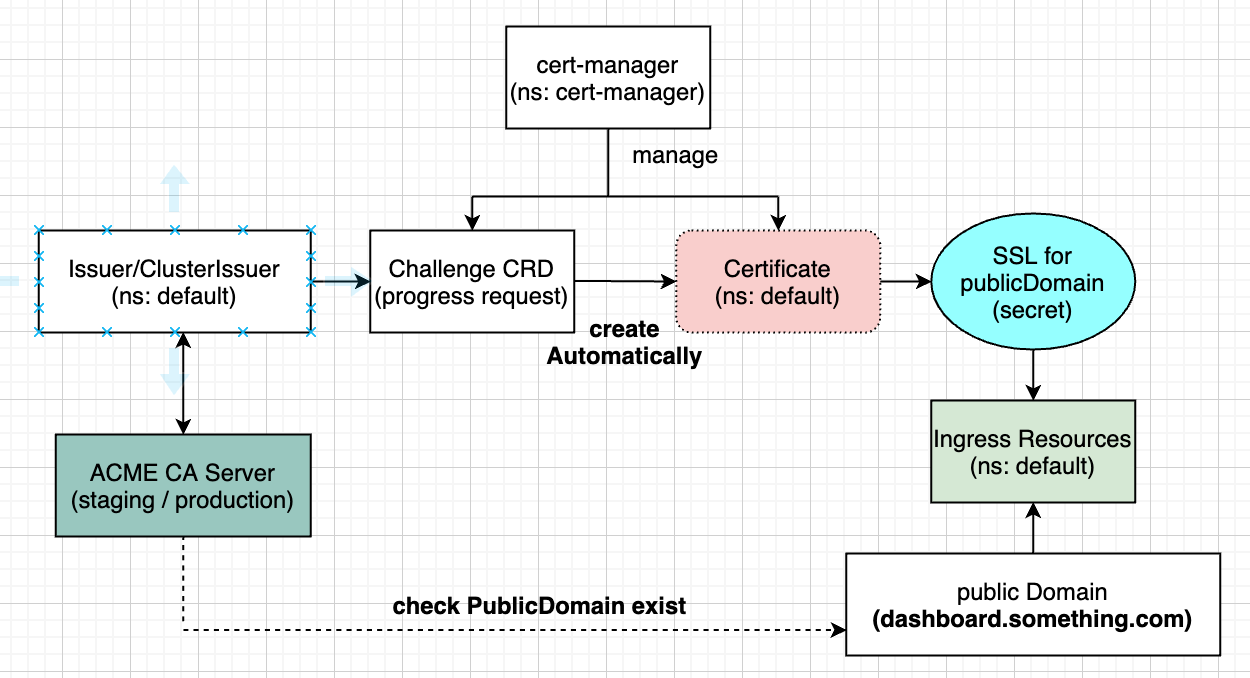 cert-manager
(ns: cert-manager)
manage
Issuer/ClusterIssuer
(ns: default)
Challenge CRD
(progress request)
create
Automatically
Certificate
(ns: default)
SSL for
publicDomain
(secret)
ACME CA Server
(staging / production)
Ingress Resources
(ns: default)
check PublicDomain exist
public Domain
(dashboard.something.com)